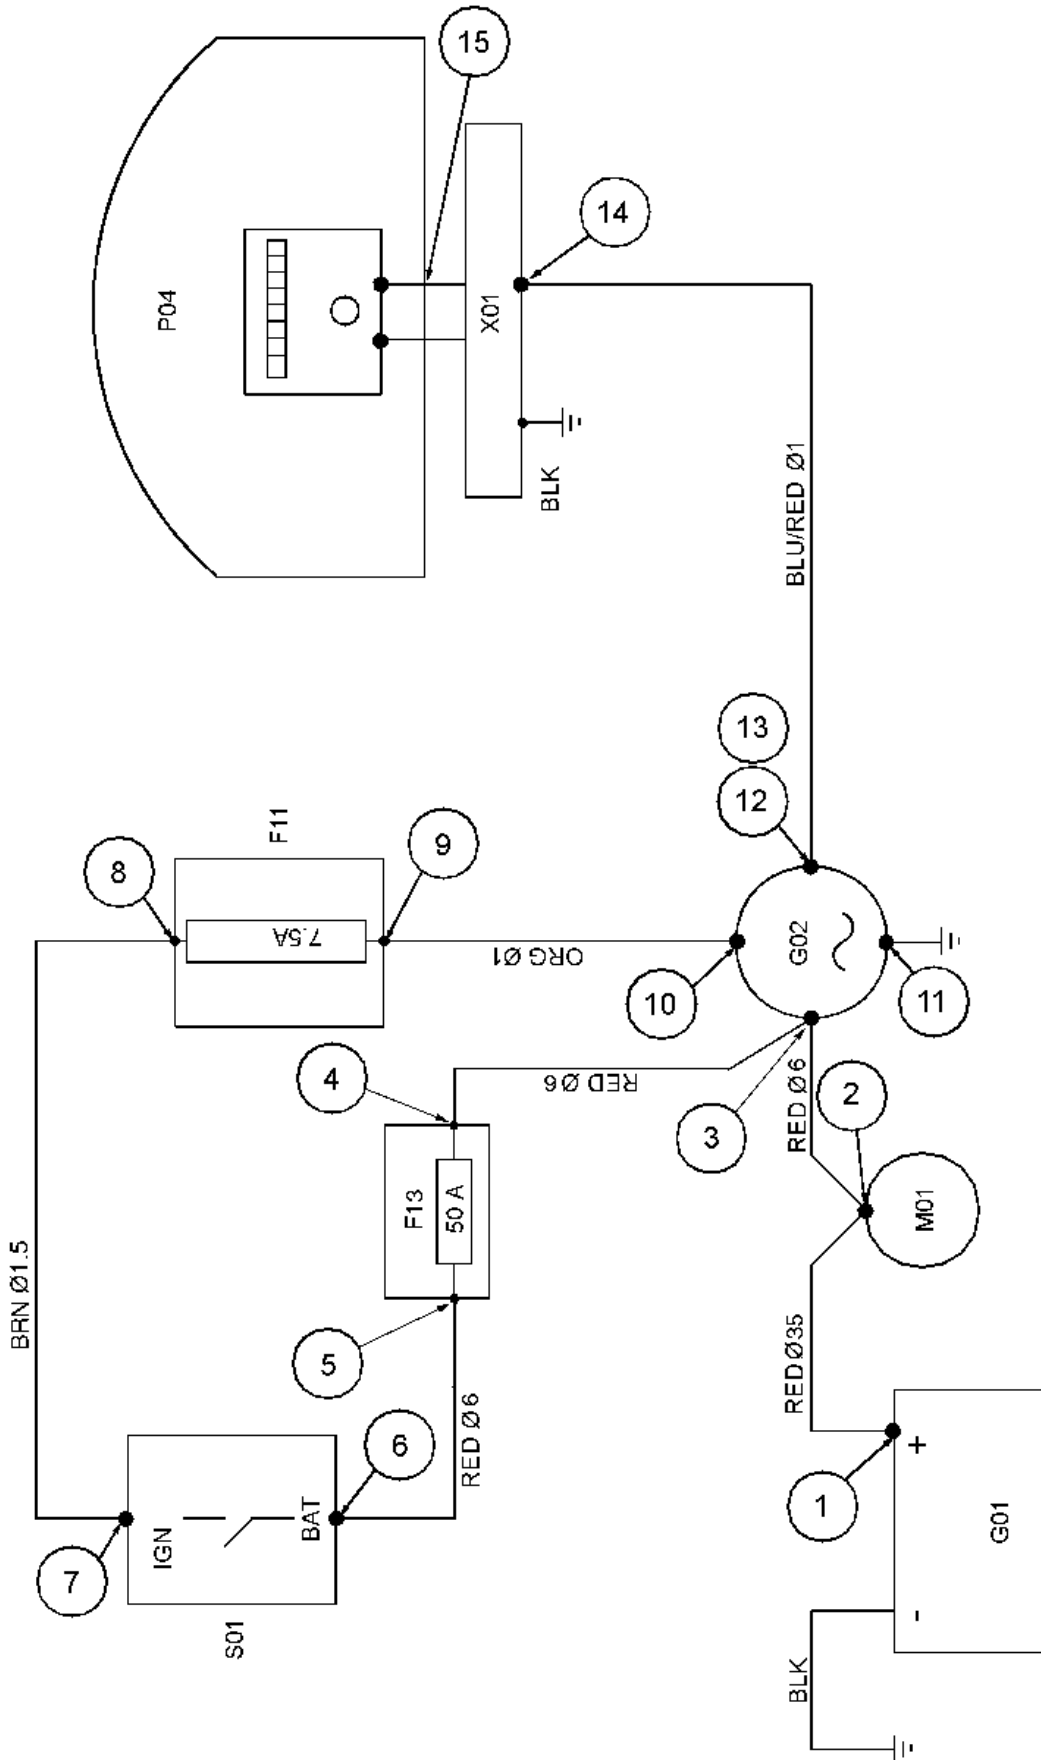 15
P04
14
X01
BLK
BLU/RED Ø1
13
12
F11
8
9
7.5A
ORG Ø1
G02
10
11
4
RED Ø6
RED Ø6
2
3
F13
50 A
M01
BRN Ø1.5
5
RED Ø6
RED Ø35
6
7
IGN
BAT
S01
1
+
G01
-
BLK